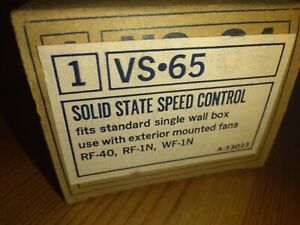 1 VS•65
SOLID STATE SPEED CONTROL
fits standard single wall box
use with exterior mounted fans
RF-40, RF-1N, WF-1N
A-53023